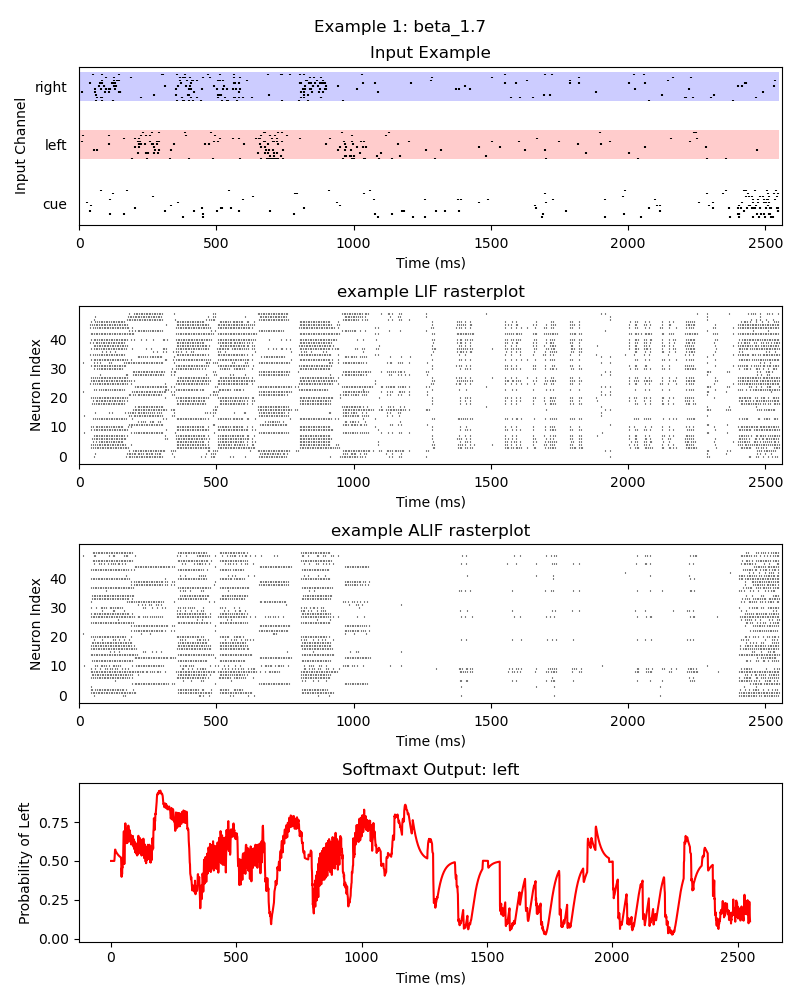 Example 1: beta_1.7
Input Example
Input Channel
right
left
cue
0 500 1000 1500 2000 2500
Time (ms)
example LIF rasterplot
Neuron Index
40
30
20
10
0
0 500 1000 1500 2000 2500
Time (ms)
example ALIF rasterplot
Neuron Index
40
30
20
10
0
0 500 1000 1500 2000 2500
Time (ms)
Softmaxt Output: left
Probability of Left
0.75
0.50
0.25
0.00
0 500 1000 1500 2000 2500
Time (ms)